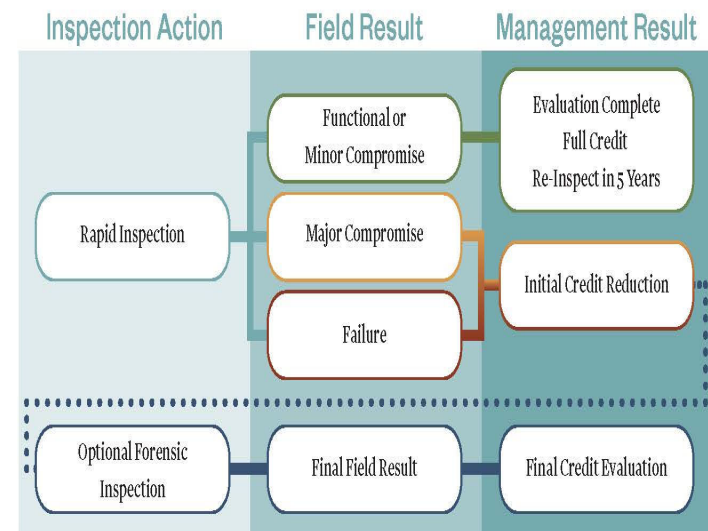 Inspection Action
Field Result
Management Result
Rapid Inspection
Functional or
Minor Compromise
Evaluation Complete
Full Credit
Re-Inspect in 5 Years
Major Compromise
Failure
Initial Credit Reduction
Optional Forensic
Inspection
Final Field Result
Final Credit Evaluation